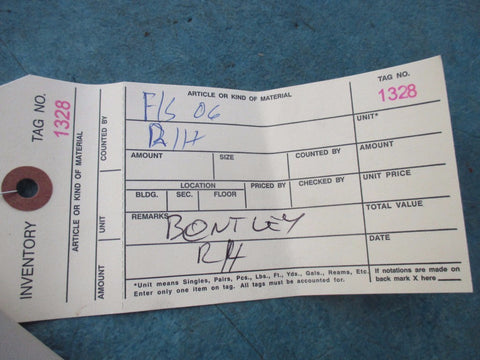 INVENTORY
TAG NO.
1328
ARTICLE OR KIND OF MATERIAL
COUNTED BY
UNIT
AMOUNT
ARTICLE OR KIND OF MATERIAL
F/S 06
R/H
TAG NO.
1328
UNIT*
AMOUNT SIZE COUNTED BY
AMOUNT
LOCATION PRICED BY CHECKED BY
BLDG. SEC. FLOOR
UNIT PRICE
REMARKS
BONTLEY
R/H
TOTAL VALUE
DATE
*Unit means Singles, Pairs, Pcs., Lbs., Ft., Yds., Gals., Reams, Etc.
Enter only one item on tag. All tags must be accounted for.
If notations are made on
back mark X here